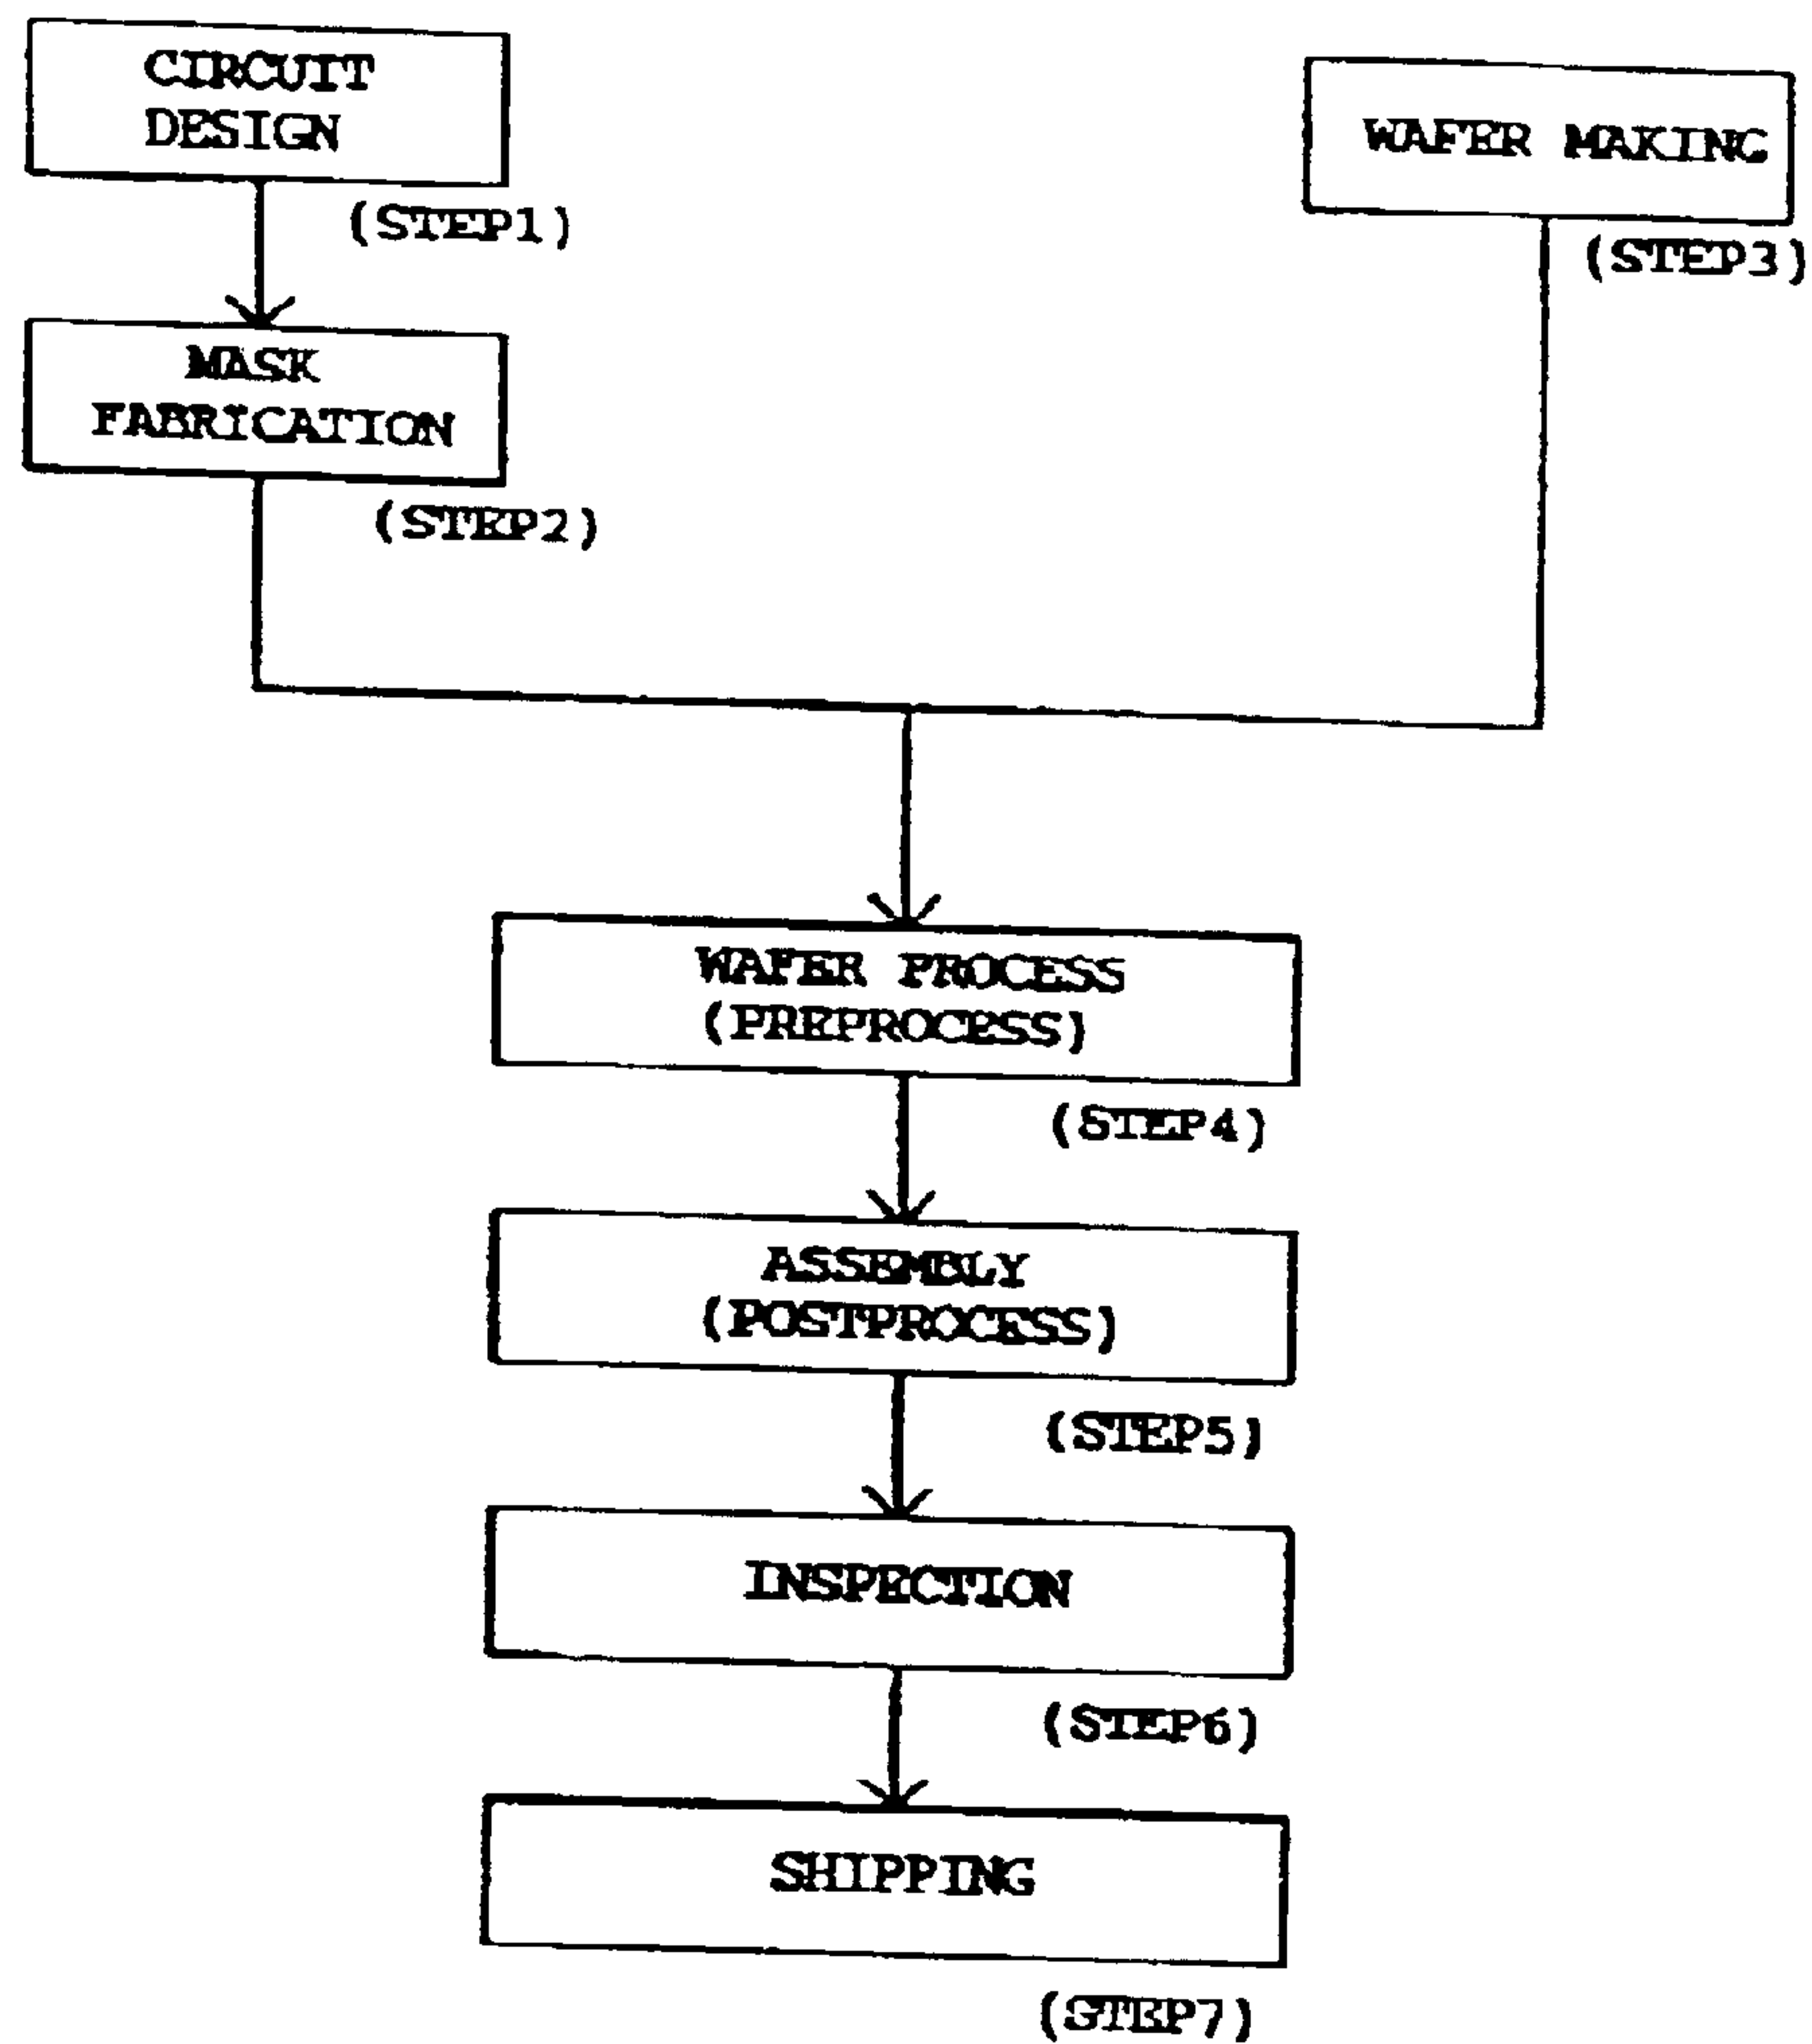 CIRCUIT
DESIGN
(STEP1)
WAFER MAKING
(STEP3)
MASK
FABRICATION
(STEP2)
WAFER PROCESS
(PREPROCESS)
(STEP4)
ASSEMBLY
(POSTPROCESS)
(STEP5)
INSPECTION
(STEP6)
SHIPPING
(STEP7)